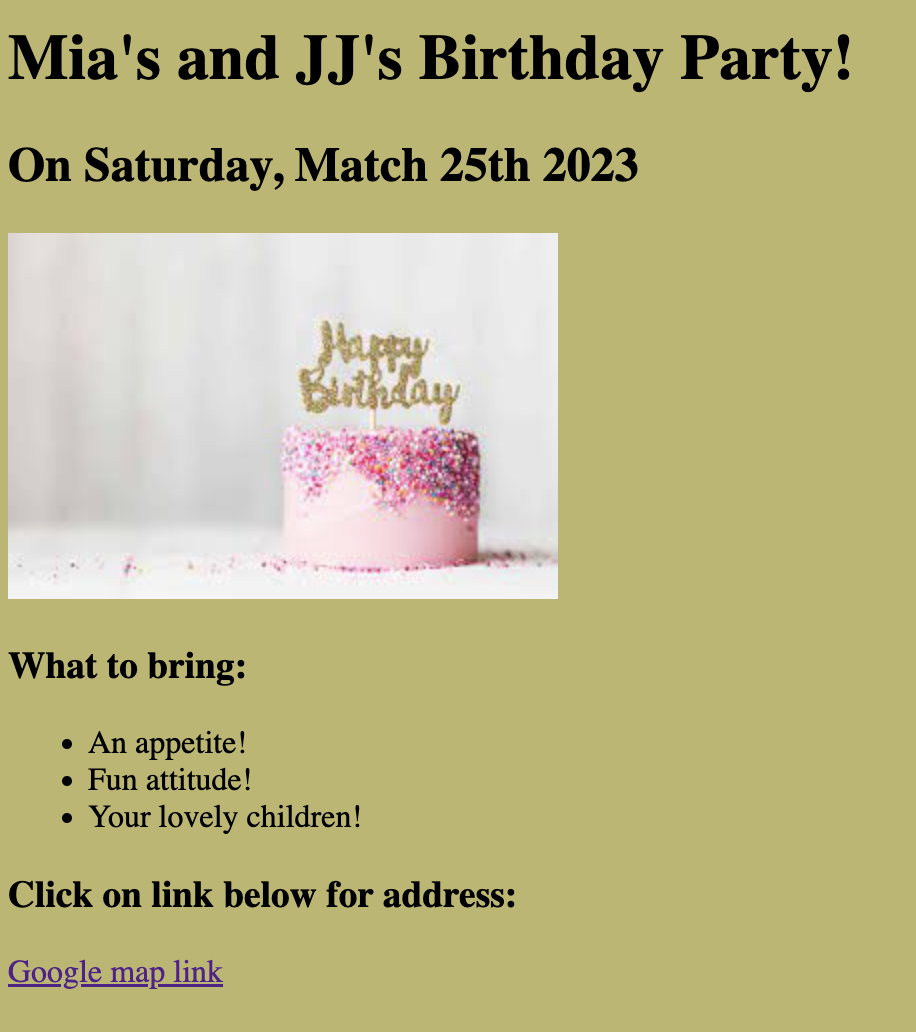 Mia's and JJ's Birthday Party!
On Saturday, Match 25th 2023
Happy
Birthday
What to bring:
• An appetite!
• Fun attitude!
• Your lovely children!
Click on link below for address:
Google map link